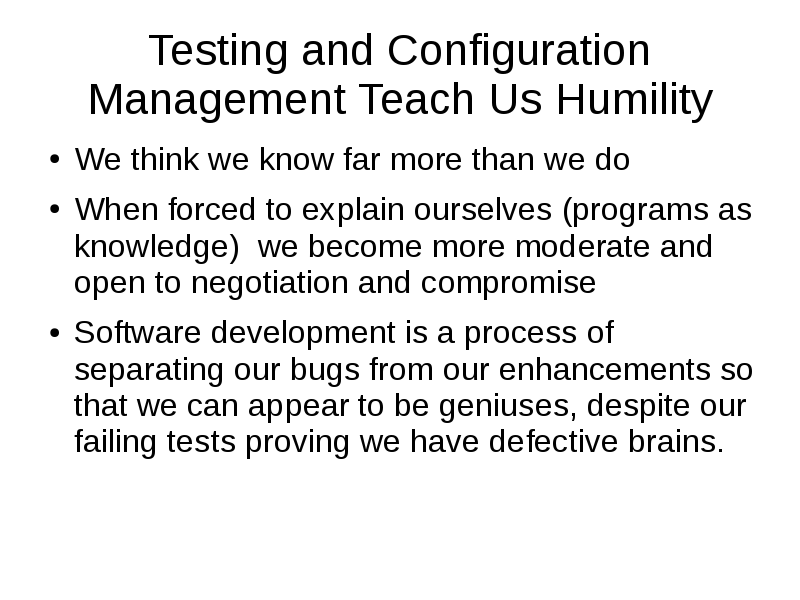 Testing and Configuration
Management Teach Us Humility
• We think we know far more than we do
• When forced to explain ourselves (programs as
knowledge)  we become more moderate and
open to negotiation and compromise
• Software development is a process of
separating our bugs from our enhancements so
that we can appear to be geniuses, despite our
failing tests proving we have defective brains.